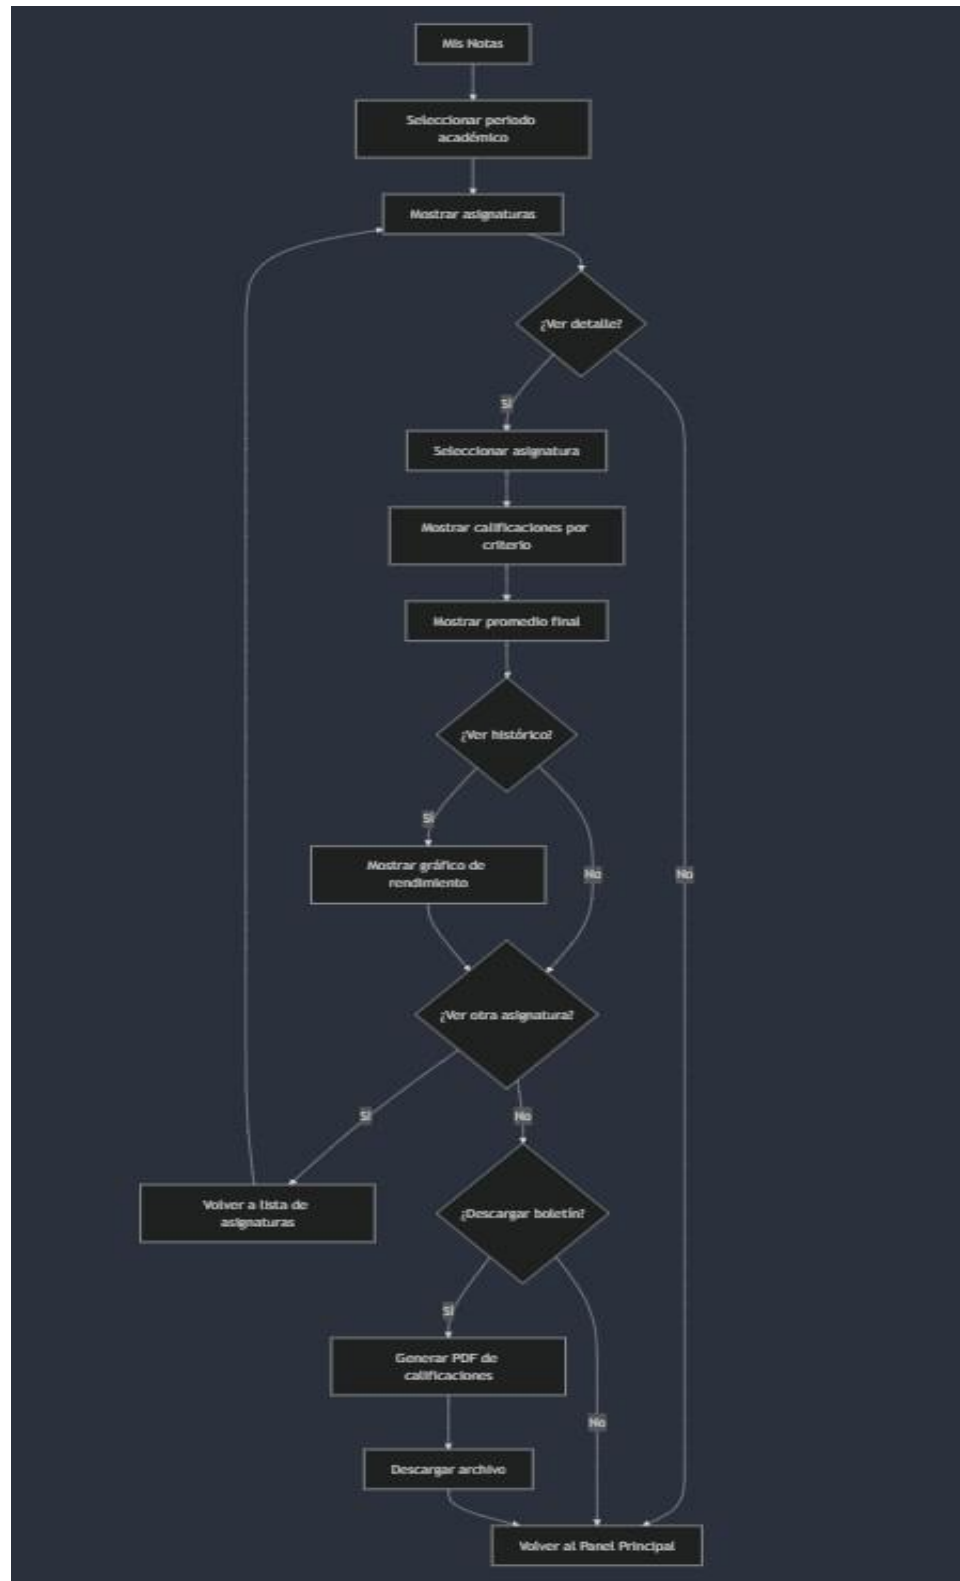 Mis Notas
Seleccionar periodo
académico
Mostrar asignaturas
¿Ver detalle?
Sí
Seleccionar asignatura
Mostrar calificaciones por
criterio
Mostrar promedio final
¿Ver histórico?
Sí
Mostrar gráfico de
rendimiento
No
No
¿Ver otra asignatura?
Sí
No
Volver a lista de
asignaturas
¿Descargar boletín?
Sí
Generar PDF de
calificaciones
No
Descargar archivo
Volver al Panel Principal